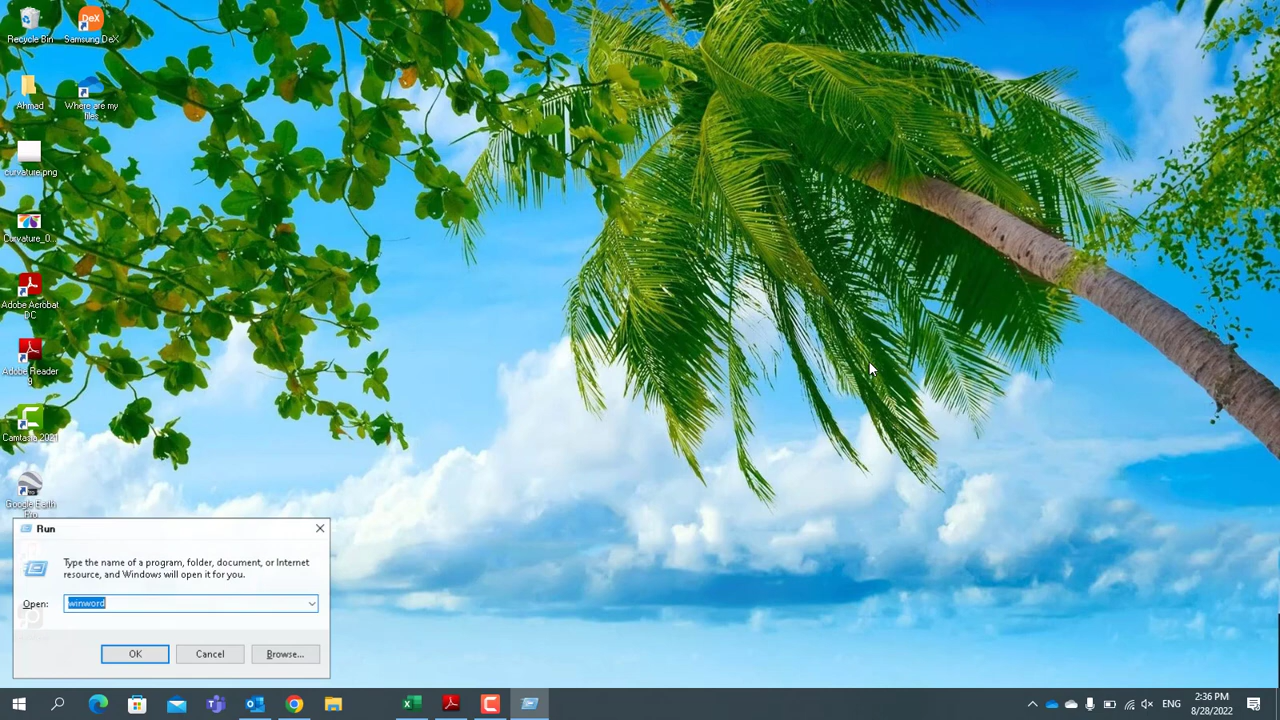 Recycle Bin
Samsung DeX
Ahmad
Where are my
files
curvature.png
Curvature_0...
Adobe Acrobat
DC
Adobe Reader
9
Camtasia 2021
Google Earth
Pro
Run
Type the name of a program, folder, document, or Internet
resource, and Windows will open it for you.
Open:
winword
OK
Cancel
Browse...
ENG
2:36 PM
8/28/2022